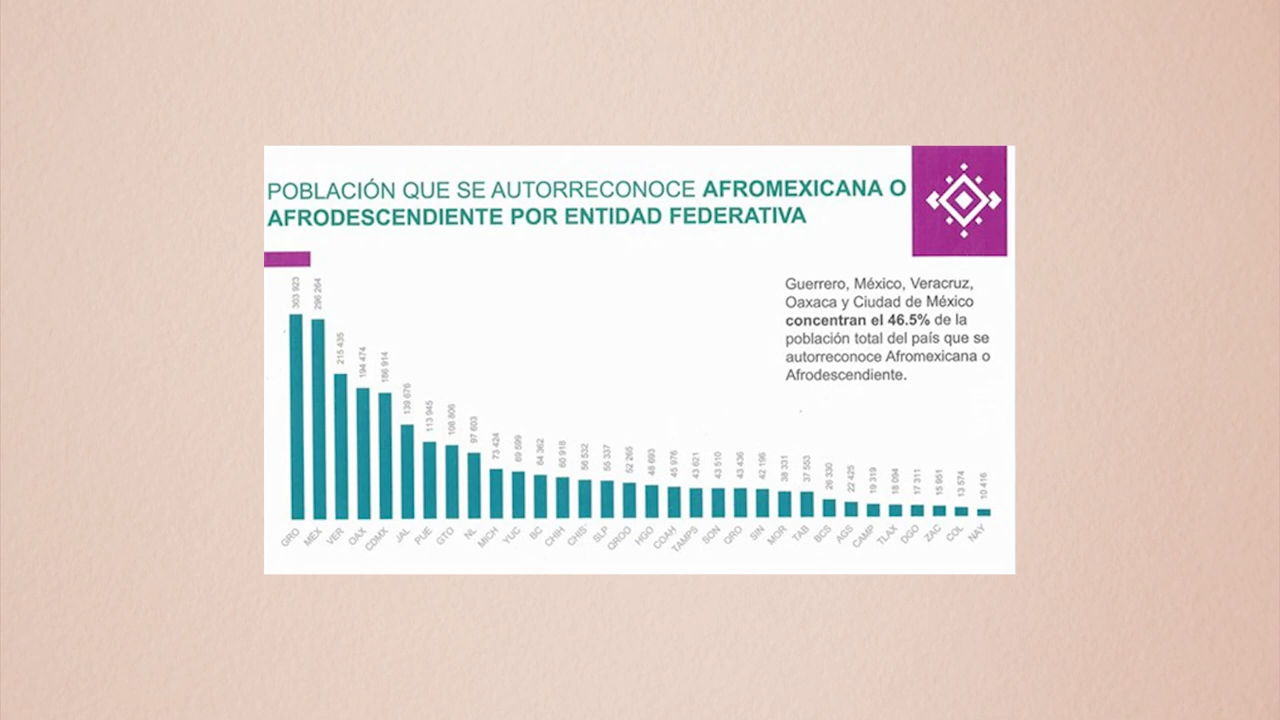 POBLACIÓN QUE SE AUTORRECONOCE AFROMEXICANA O
AFRODESCENDIENTE POR ENTIDAD FEDERATIVA
Guerrero, México, Veracruz,
Oaxaca y Ciudad de México
concentran el 46.5% de la
población total del país que se
autorreconoce Afromexicana o
Afrodescendiente.
303 923
296 264
215 435
194 474
186 914
139 676
113 945
108 806
97 603
73 424
69 599
64 362
60 918
56 532
55 337
52 265
48 693
45 976
43 621
43 510
43 436
42 196
38 331
37 553
26 330
22 425
19 319
18 094
17 311
15 951
13 574
10 416
GRO
MEX
VER
OAX
CDMX
JAL
PUE
GTO
NL
MICH
YUC
BC
CHIH
CHIS
SLP
QROO
HGO
COAH
TAMPS
SON
QRO
SIN
MOR
TAB
BCS
AGS
CAMP
TLAX
DGO
ZAC
COL
NAY